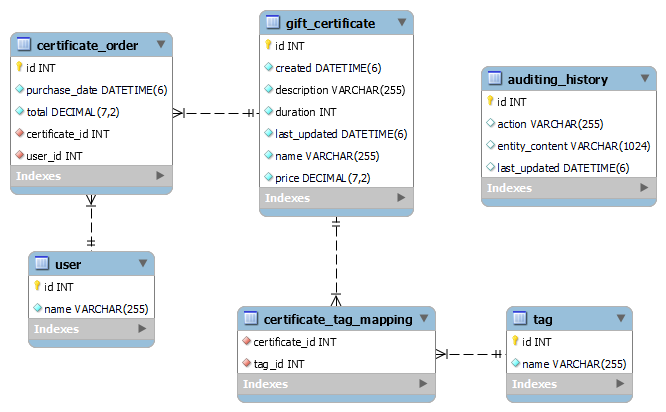 certificate_order
id INT
purchase_date DATETIME(6)
total DECIMAL(7,2)
certificate_id INT
user_id INT
Indexes
gift_certificate
id INT
created DATETIME(6)
description VARCHAR(255)
duration INT
last_updated DATETIME(6)
name VARCHAR(255)
price DECIMAL(7,2)
Indexes
auditing_history
id INT
action VARCHAR(255)
entity_content VARCHAR(1024)
last_updated DATETIME(6)
Indexes
user
id INT
name VARCHAR(255)
Indexes
certificate_tag_mapping
certificate_id INT
tag_id INT
Indexes
tag
id INT
name VARCHAR(255)
Indexes